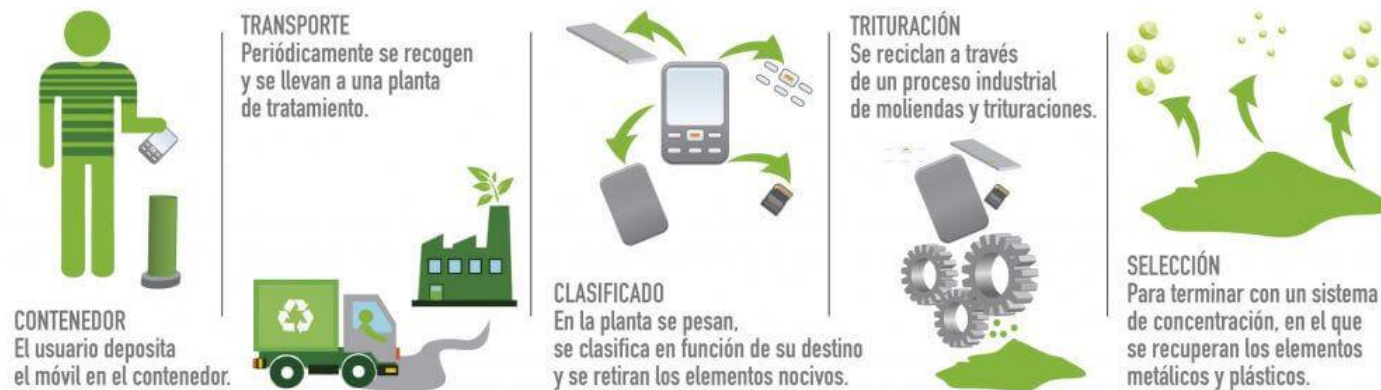 CONTENEDOR
El usuario deposita
el móvil en el contenedor.
TRANSPORTE
Periódicamente se recogen
y se llevan a una planta
de tratamiento.
CLASIFICADO
En la planta se pesan,
se clasifica en función de su destino
y se retiran los elementos nocivos.
TRITURACIÓN
Se reciclan a través
de un proceso industrial
de moliendas y trituraciones.
SELECCIÓN
Para terminar con un sistema
de concentración, en el que
se recuperan los elementos
metálicos y plásticos.